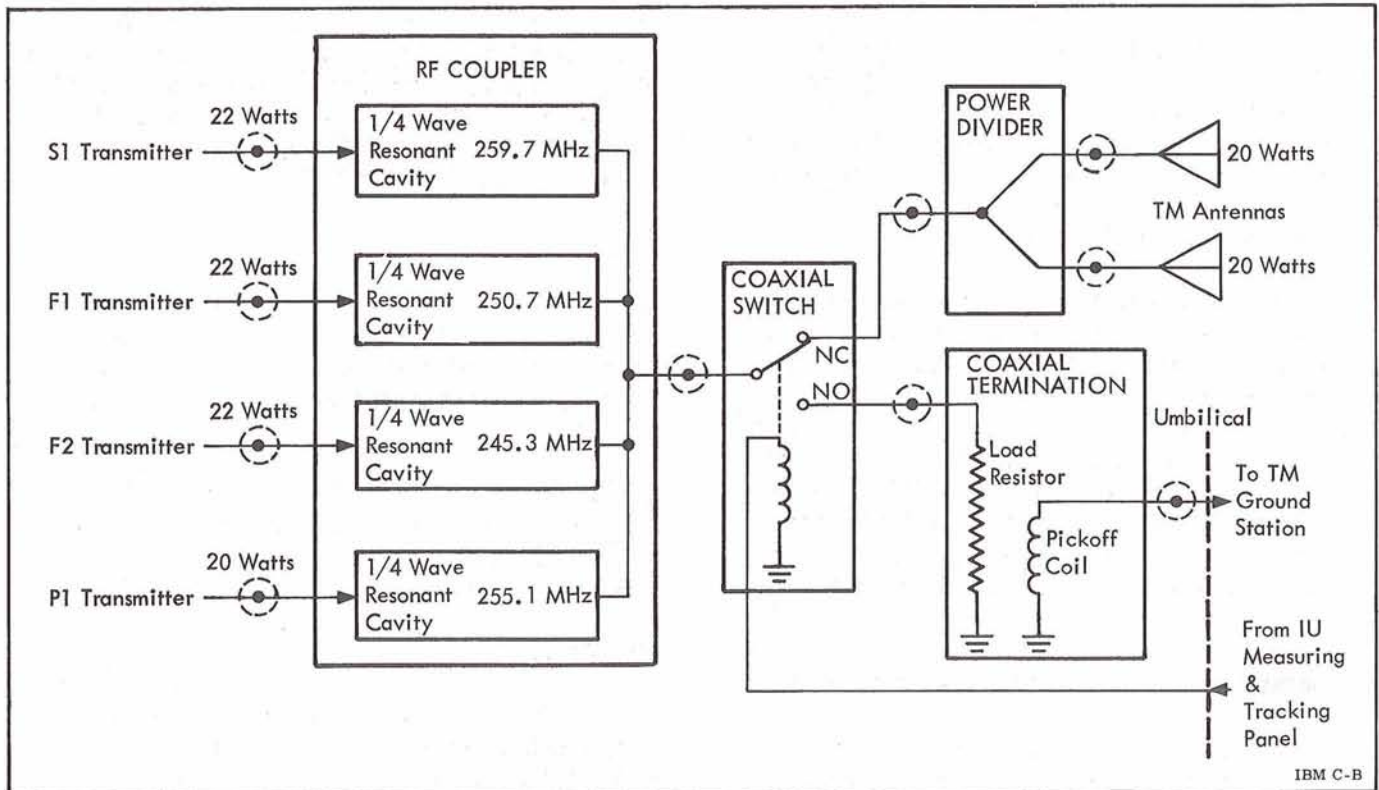 RF COUPLER
22 Watts
S1 Transmitter
1/4 Wave
Resonant
Cavity
259.7 MHz
22 Watts
F1 Transmitter
1/4 Wave
Resonant
Cavity
250.7 MHz
22 Watts
F2 Transmitter
1/4 Wave
Resonant
Cavity
245.3 MHz
20 Watts
P1 Transmitter
1/4 Wave
Resonant
Cavity
255.1 MHz
COAXIAL
SWITCH
NC
NO
POWER
DIVIDER
20 Watts
TM Antennas
20 Watts
COAXIAL
TERMINATION
Load
Resistor
Pickoff
Coil
Umbilical
To TM
Ground
Station
From IU
Measuring
&
Tracking
Panel
IBM C-B